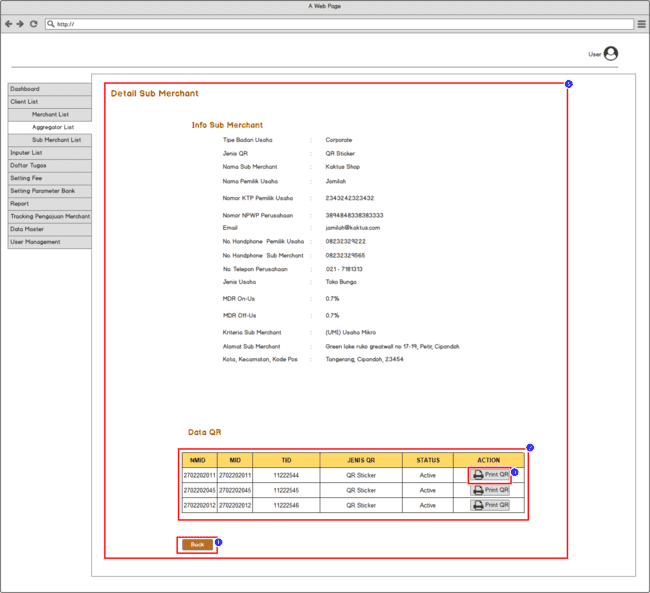 A Web Page
http://
User
Dashboard
Client List
Merchant List
Aggregator List
Sub Merchant List
Inputer List
Daftar Tugas
Setting Fee
Setting Parameter Bank
Report
Tracking Pengajuan Merchant
Data Master
User Management
Detail Sub Merchant
Info Sub Merchant
Tipe Badan Usaha : Corporate
Jenis QR : QR Sticker
Nama Sub Merchant : Kaktus Shop
Nama Pemilik Usaha : Jamilah
Nomor KTP Pemilik Usaha : 2343242323432
Nomor NPWP Perusahaan : 3894848338383333
Email : jamilah@kaktus.com
No. Handphone Pemilik Usaha : 08232329222
No. Handphone Sub Merchant : 08232329565
No. Telepon Perusahaan : 021 - 7181313
Jenis Usaha : Toko Bunga
MDR On-Us : 0.7%
MDR Off-Us : 0.7%
Kriteria Sub Merchant : (UMI) Usaha Mikro
Alamat Sub Merchant : Green lake ruko greatwall no 17-19, Petir, Cipondoh
Kota, Kecamatan, Kode Pos : Tangerang, Cipondoh, 23454
Data QR
NMID MID TID JENIS QR STATUS ACTION
2702202011 2702202011 11222544 QR Sticker Active Print QR
2702202045 2702202045 11222545 QR Sticker Active Print QR
2702202012 2702202012 11222546 QR Sticker Active Print QR
Back
1